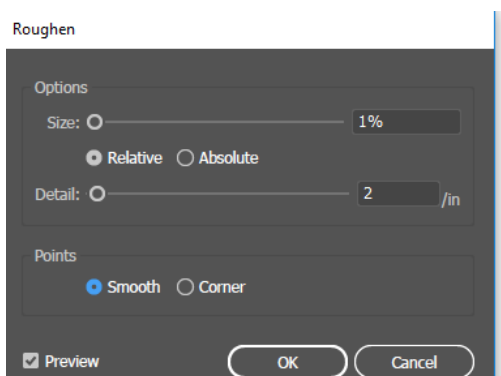 Roughen
Options
Size: 1%
Relative Absolute
Detail: 2 /in
Points
Smooth Corner
Preview OK Cancel